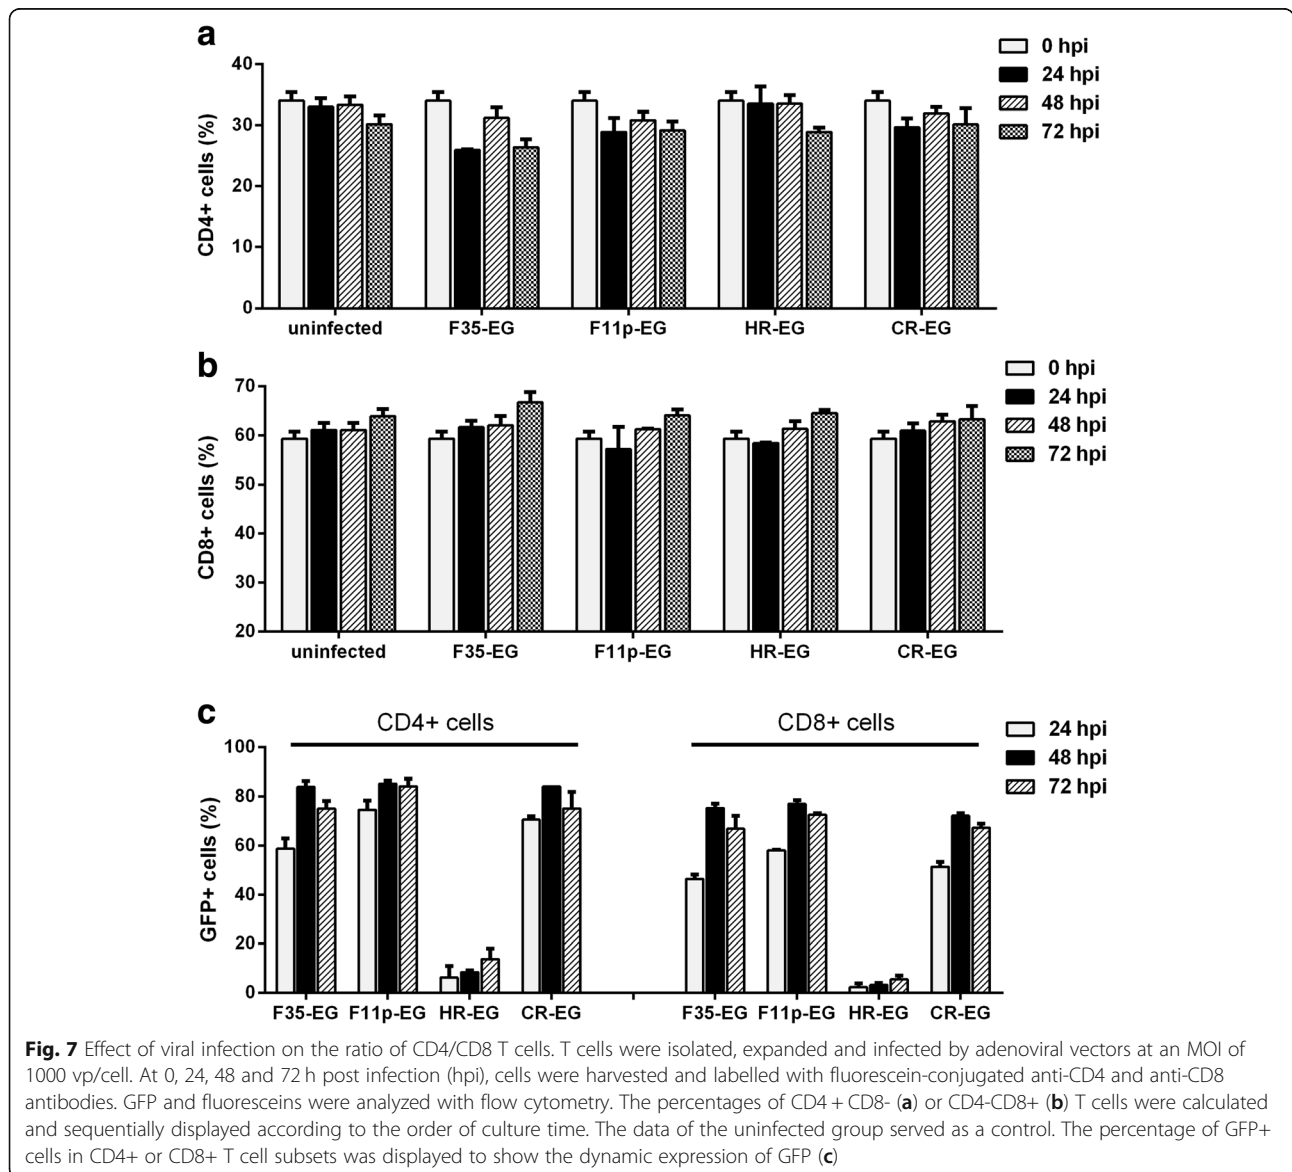 a
0 hpi
24 hpi
48 hpi
72 hpi
CD4+ cells (%)
40
30
20
10
0
uninfected F35-EG F11p-EG HR-EG CR-EG
b
0 hpi
24 hpi
48 hpi
72 hpi
CD8+ cells (%)
70
60
50
40
30
20
uninfected F35-EG F11p-EG HR-EG CR-EG
c
CD4+ cells CD8+ cells
24 hpi
48 hpi
72 hpi
GFP+ cells (%)
100
80
60
40
20
0
F35-EG F11p-EG HR-EG CR-EG F35-EG F11p-EG HR-EG CR-EG
Fig. 7 Effect of viral infection on the ratio of CD4/CD8 T cells. T cells were isolated, expanded and infected by adenoviral vectors at an MOI of
1000 vp/cell. At 0, 24, 48 and 72 h post infection (hpi), cells were harvested and labelled with fluorescein-conjugated anti-CD4 and anti-CD8
antibodies. GFP and fluoresceins were analyzed with flow cytometry. The percentages of CD4 + CD8- (a) or CD4-CD8+ (b) T cells were calculated
and sequentially displayed according to the order of culture time. The data of the uninfected group served as a control. The percentage of GFP+
cells in CD4+ or CD8+ T cell subsets was displayed to show the dynamic expression of GFP (c)